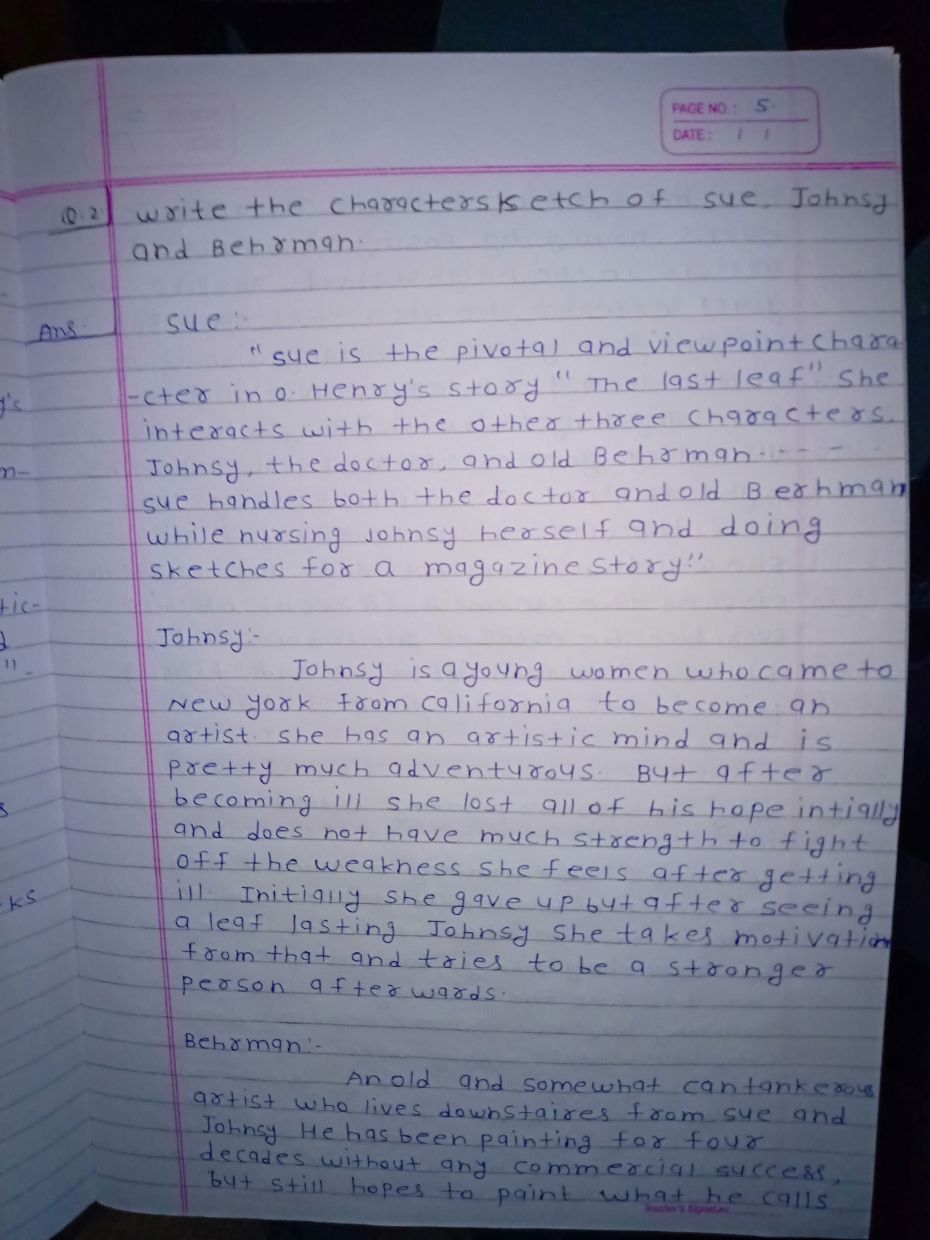 PAGE NO.: 5.
DATE: / /
Q.2. Write the characterssketch of sue. Johnsy
and Behrman.
Ans. sue:-
"sue is the pivotal and viewpoint chara
-cter in o. Henry's story "The last leaf" She
interacts with the other three characters.
Johnsy, the doctor, and old Behrman.- - -
sue handles both the doctor and old Berhman
while nursing Johnsy herself and doing
sketches for a magazine story."
Johnsy:-
Johnsy is a young women who came to
New york from california to become an
artist. she has an artistic mind and is
pretty much adventurous. But after
becoming ill she lost all of his hope intially
and does not have much strength to fight
off the weakness she feels after getting
ill. Initially she gave up but after seeing
a leaf lasting Johnsy she takes motivation
from that and tries to be a stronger
person afterwards.
Behrman:-
An old and somewhat cantankerous
artist who lives downstaires from sue and
Johnsy He has been painting for four
decades without any commercial success,
but still hopes to paint what he calls
Teacher's Signature
y's
n-
tic-
d
"-
s
ks